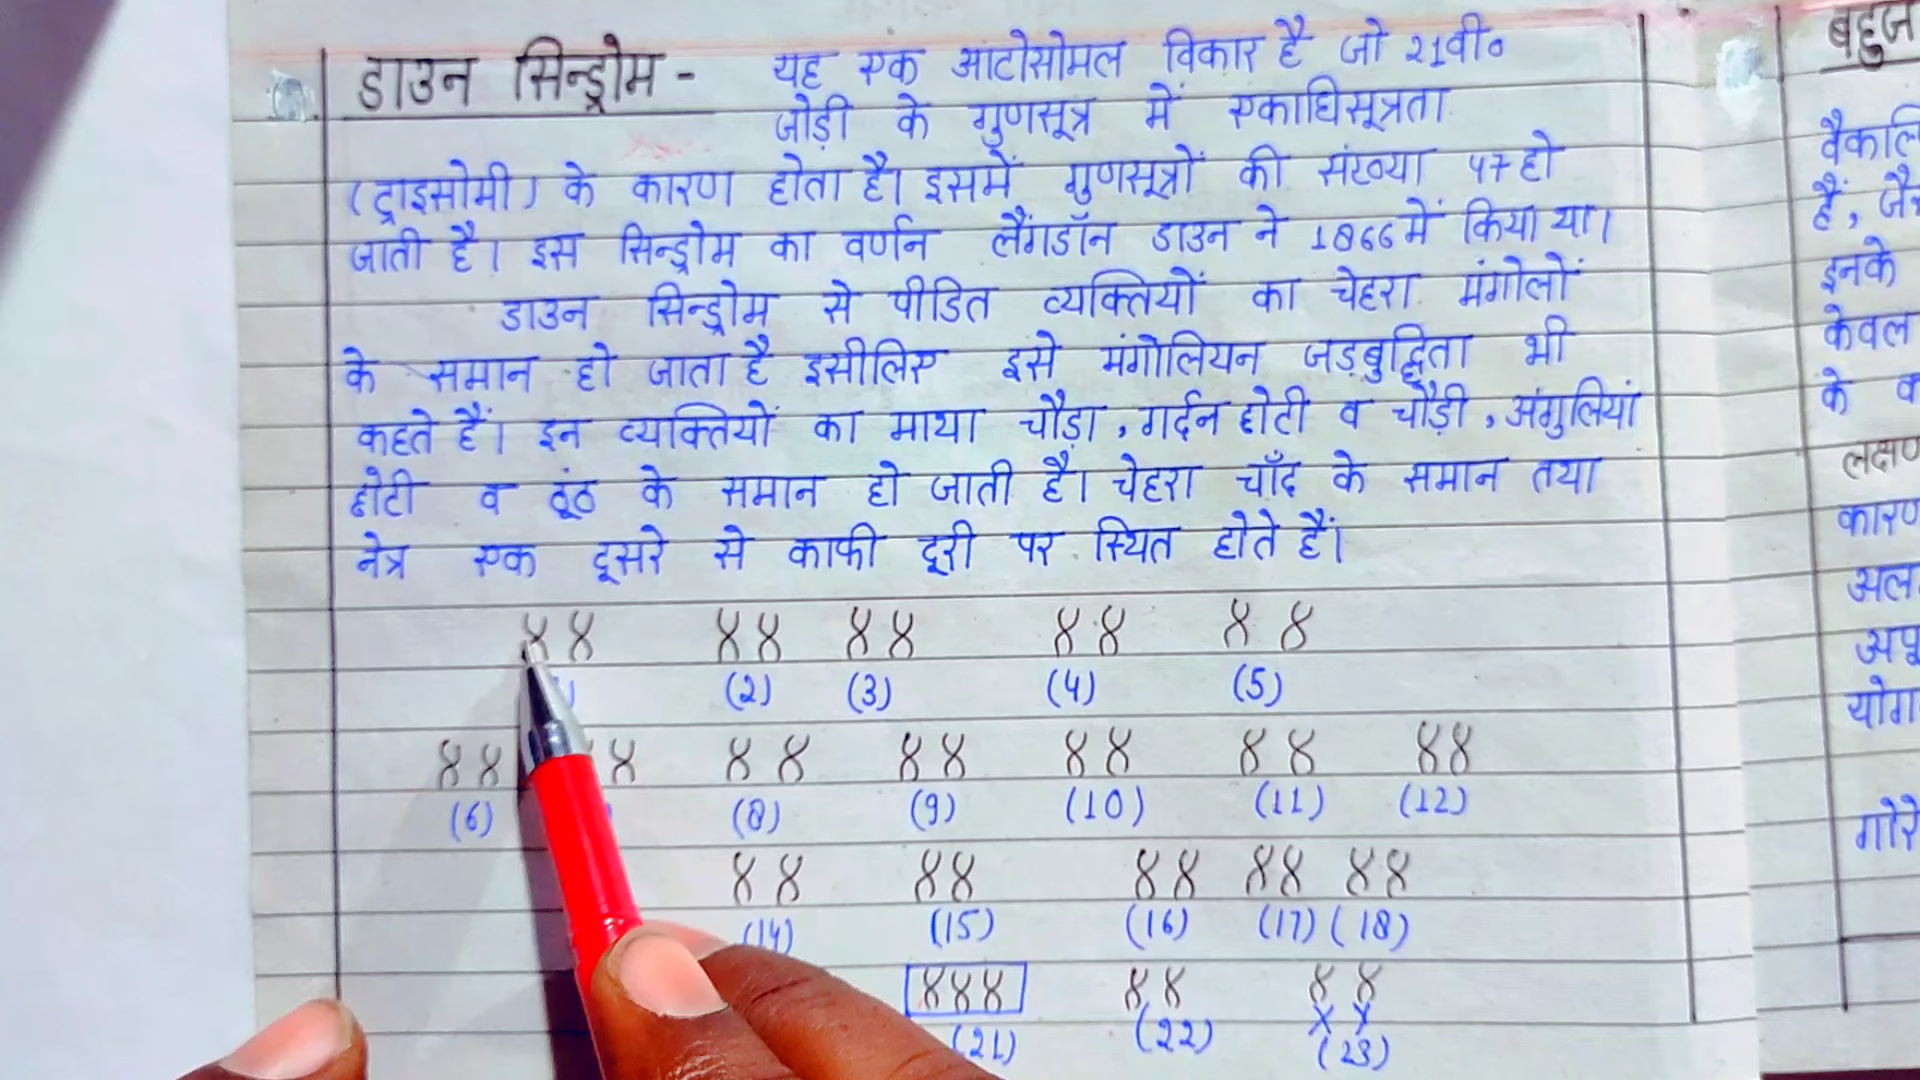 डाउन सिन्ड्रोम - यह एक आटोसोमल विकार है जो 21वी०
जोड़ी के गुणसूत्र में एकाधिसूत्रता
(ट्राइसोमी) के कारण होता है। इसमें गुणसूत्रों की संख्या 47 हो
जाती है। इस सिन्ड्रोम का वर्णन लैंगडॉन डाउन ने 1866 में किया था।
डाउन सिन्ड्रोम से पीडित व्यक्तियों का चेहरा मंगोलों
के समान हो जाता है इसीलिए इसे मंगोलियन जड़बुद्धिता भी
कहते हैं। इन व्यक्तियों का माथा चौड़ा, गर्दन छोटी व चौड़ी, अंगुलियां
छोटी व ठूंठ के समान हो जाती है। चेहरा चाँद के समान तथा
नेत्र एक दूसरे से काफी दूरी पर स्थित होते हैं।
(2) (3) (4) (5)
(6) (8) (9) (10) (11) (12)
(14) (15) (16) (17) (18)
(21) (22) (23)
X Y
वैकलि
हैं, जै
इनके
केवल
के
लक्षण
कारण
अल
योग
गोरे